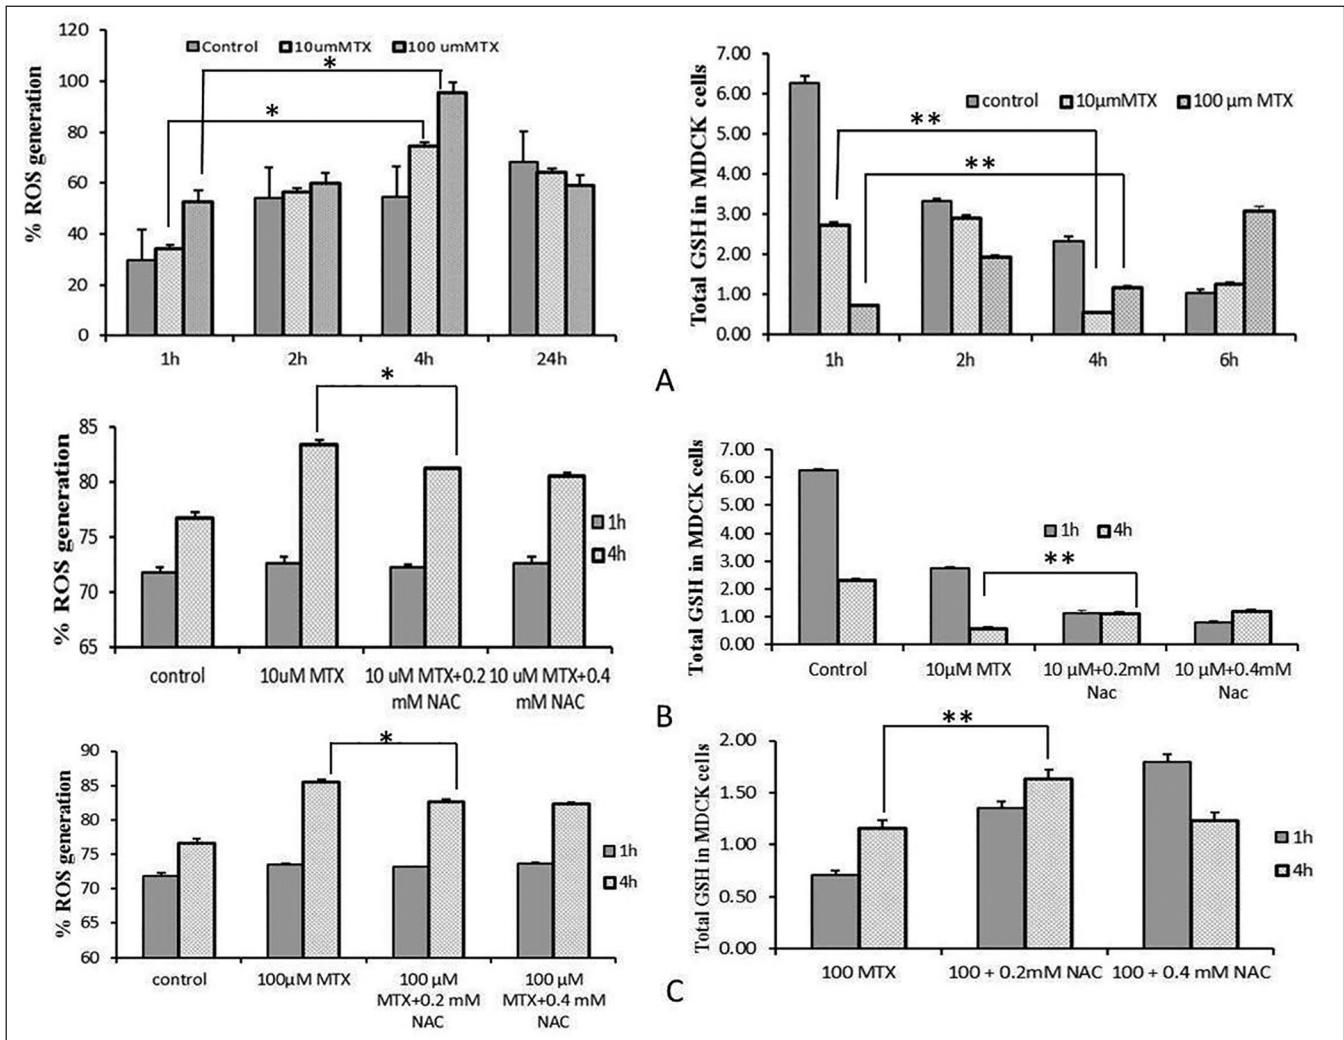 120
100
80
60
40
20
0
% ROS generation
Control 10umMTX 100 umMTX
*
*
1h 2h 4h 24h
7.00
6.00
5.00
4.00
3.00
2.00
1.00
0.00
Total GSH in MDCK cells
control 10µmMTX 100 µm MTX
**
**
1h 2h 4h 6h
A
85
80
75
70
65
% ROS generation
*
1h
4h
control 10uM MTX 10 uM MTX+0.2 10 uM MTX+0.4
mM NAC mM NAC
7.00
6.00
5.00
4.00
3.00
2.00
1.00
0.00
Total GSH in MDCK cells
1h 4h
**
Control 10µM MTX 10 µM+0.2mM 10 µM+0.4mM
Nac Nac
B
90
85
80
75
70
65
60
% ROS generation
*
1h
4h
control 100µM MTX 100 µM 100 µM
MTX+0.2 mM MTX+0.4 mM
NAC NAC
2.00
1.50
1.00
0.50
0.00
Total GSH in MDCK cells
**
1h
4h
100 MTX 100 + 0.2mM NAC 100 + 0.4 mM NAC
C